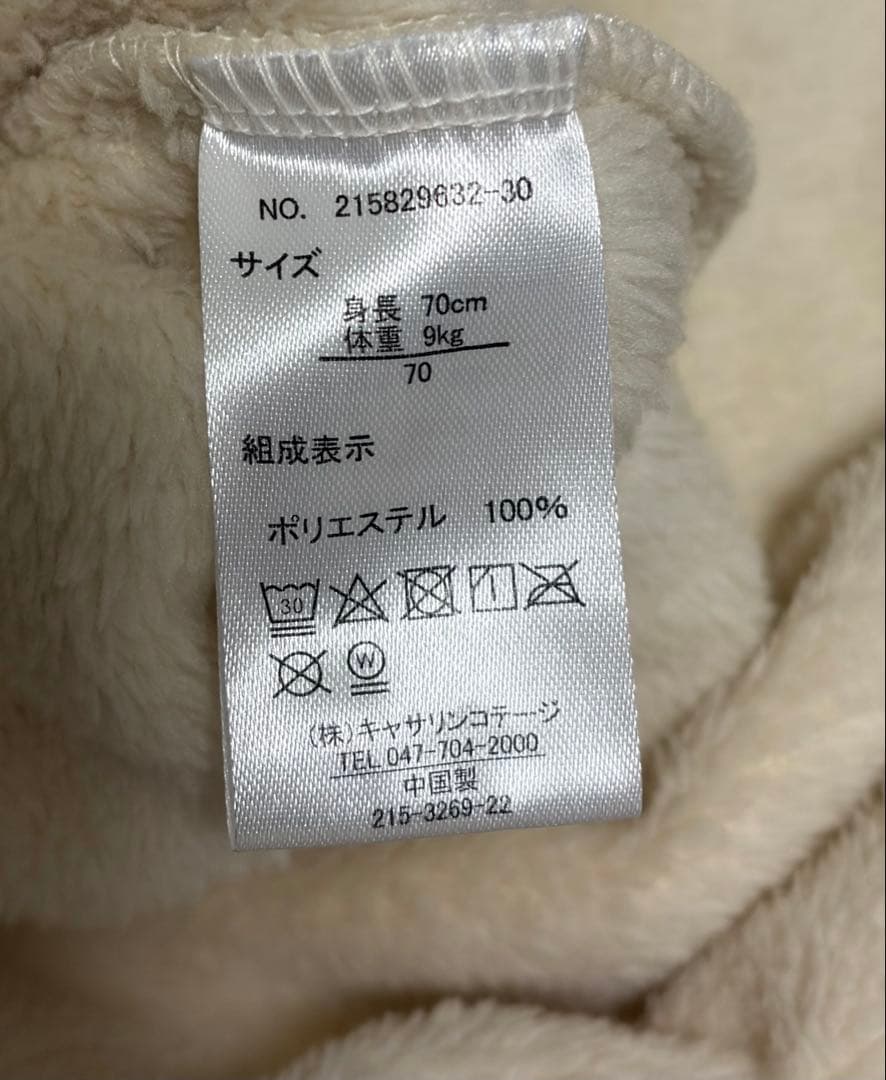 NO. 215829632-30
サイズ
身長 70cm
体重 9kg
70
組成表示
ポリエステル 100%
30
W
(株)キャサリンコテージ
TEL 047-704-2000
中国製
215-3269-22